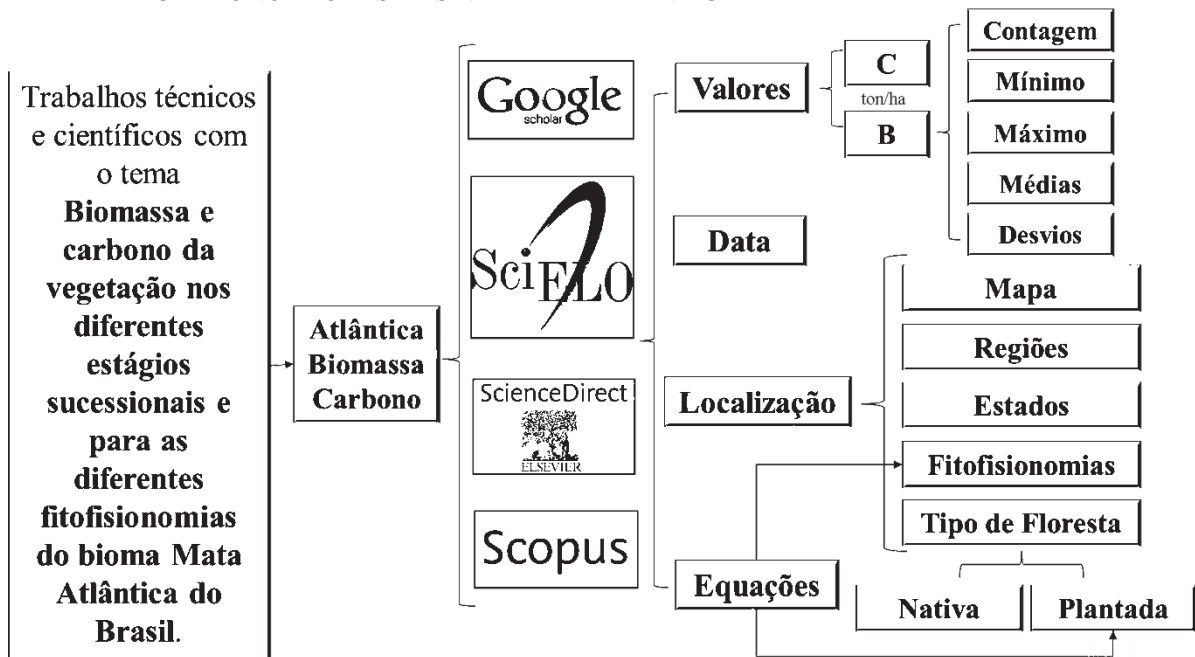 Trabalhos técnicos
e científicos com
o tema
Biomassa e
carbono da
vegetação nos
diferentes
estágios
sucessionais e
para as
diferentes
fitofisionomias
do bioma Mata
Atlântica do
Brasil.
Atlântica
Biomassa
Carbono
Google
scholar
SciELO
ScienceDirect
ELSEVIER
Scopus
Valores
Data
Localização
Equações
C
ton/ha
B
Contagem
Mínimo
Máximo
Médias
Desvios
Mapa
Regiões
Estados
Fitofisionomias
Tipo de Floresta
Nativa
Plantada